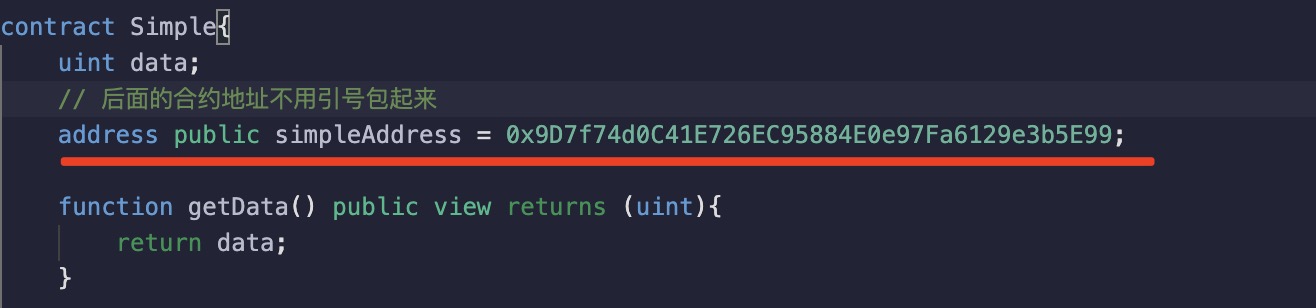 contract Simple{
uint data;
// 后面的合约地址不用引号包起来
address public simpleAddress = 0x9D7f74d0C41E726EC95884E0e97Fa6129e3b5E99;
function getData() public view returns (uint){
return data;
}